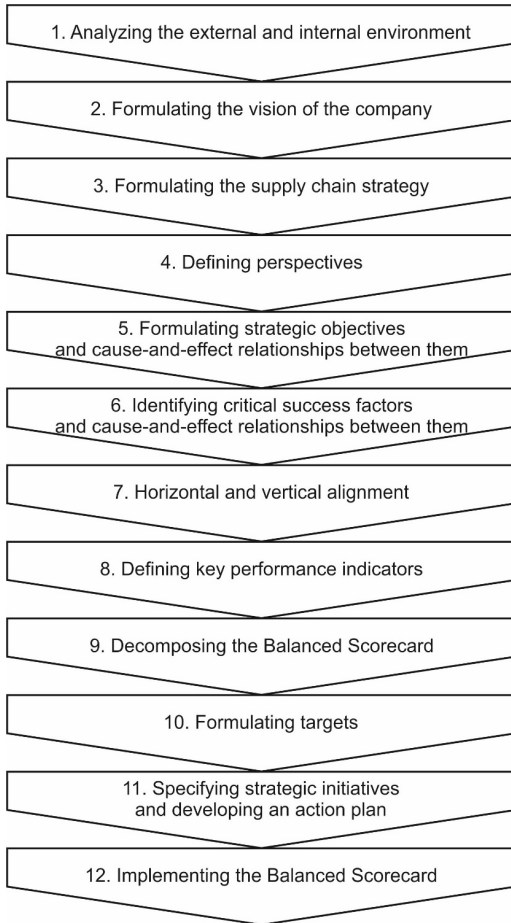 1. Analyzing the external and internal environment
2. Formulating the vision of the company
3. Formulating the supply chain strategy
4. Defining perspectives
5. Formulating strategic objectives
and cause-and-effect relationships between them
6. Identifying critical success factors
and cause-and-effect relationships between them
7. Horizontal and vertical alignment
8. Defining key performance indicators
9. Decomposing the Balanced Scorecard
10. Formulating targets
11. Specifying strategic initiatives
and developing an action plan
12. Implementing the Balanced Scorecard